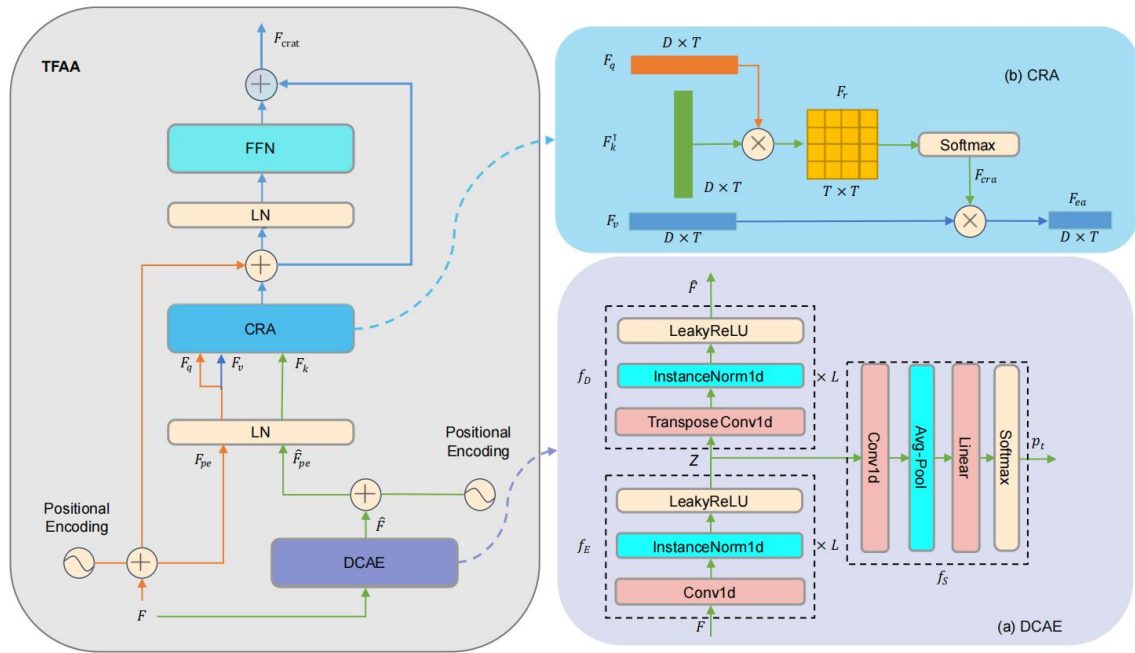 TFAA
F_crat
FFN
LN
CRA
F_q
F_v
F_k
LN
F_pe
F̂_pe
Positional
Encoding
Positional
Encoding
F̂
DCAE
F
D × T
F_q
F_r
F_k^T
Softmax
D × T
T × T
F_cra
F_v
D × T
F_ea
D × T
(b) CRA
F̂
LeakyReLU
f_D
InstanceNorm1d
× L
Transpose Conv1d
Z
LeakyReLU
f_E
InstanceNorm1d
× L
Conv1d
F
Conv1d
Avg-Pool
Linear
Softmax
p_t
f_S
(a) DCAE